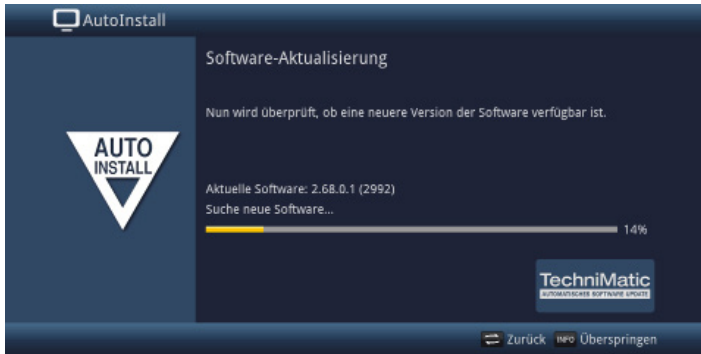 AutoInstall
Software-Aktualisierung
Nun wird überprüft, ob eine neuere Version der Software verfügbar ist.
AUTO
INSTALL
Aktuelle Software: 2.68.0.1 (2992)
Suche neue Software...
14%
TechniMatic
AUTOMATISCHES SOFTWARE UPDATE
Zurück INFO Überspringen